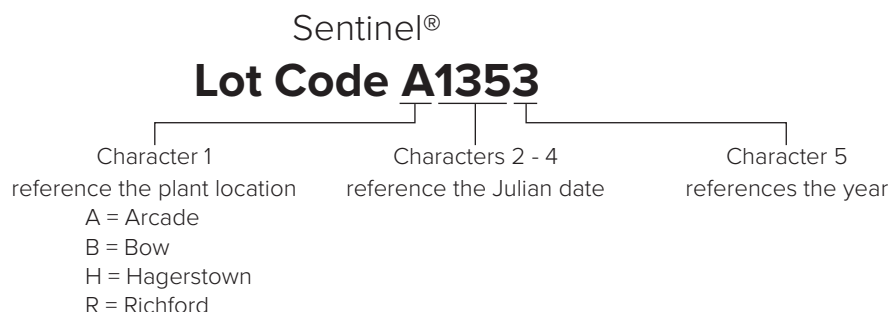 Sentinel®
Lot Code A1353
Character 1
reference the plant location
A = Arcade
B = Bow
H = Hagerstown
R = Richford
Characters 2 - 4
reference the Julian date
Character 5
references the year